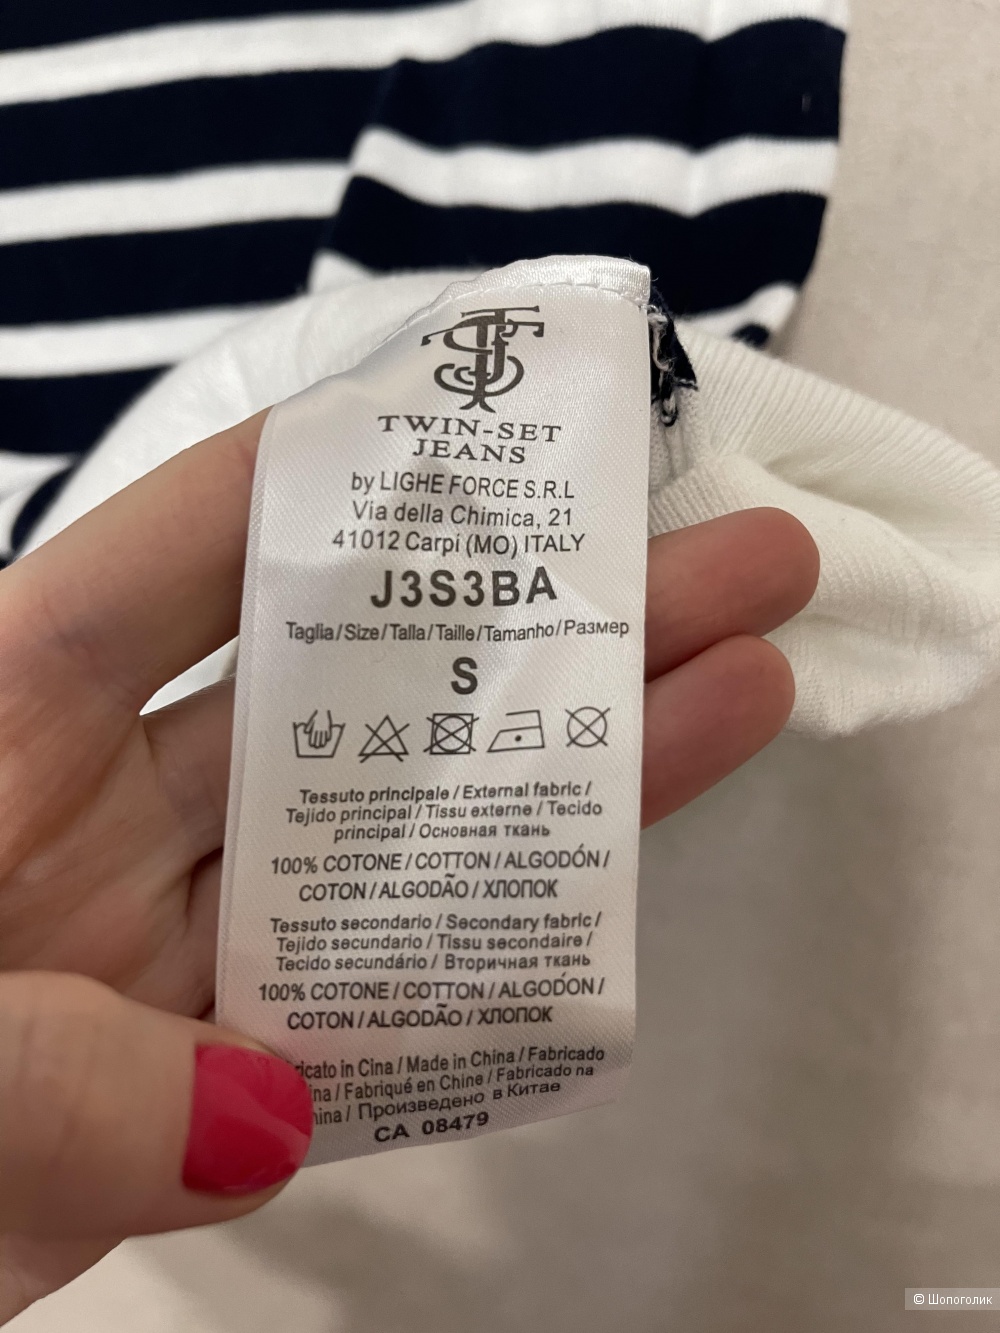 TWIN-SET
JEANS
by LIGHE FORCE S.R.L
Via della Chimica, 21
41012 Carpi (MO) ITALY
J3S3BA
Taglia/Size/Talla/Taille/Tamanho/Размер
S
Tessuto principale / External fabric /
Tejido principal / Tissu externe / Tecido
principal / Основная ткань
100% COTONE / COTTON / ALGODÓN /
COTON / ALGODÃO / ХЛОПОК
Tessuto secondario / Secondary fabric /
Tejido secundario / Tissu secondaire /
Tecido secundário / Вторичная ткань
100% COTONE / COTTON / ALGODÓN /
COTON / ALGODÃO / ХЛОПОК
in Cina / Made in China / Fabricado
/ Fabriqué en Chine / Fabricado na
/ Произведено в Китае
CA 08479
© Шопоголик